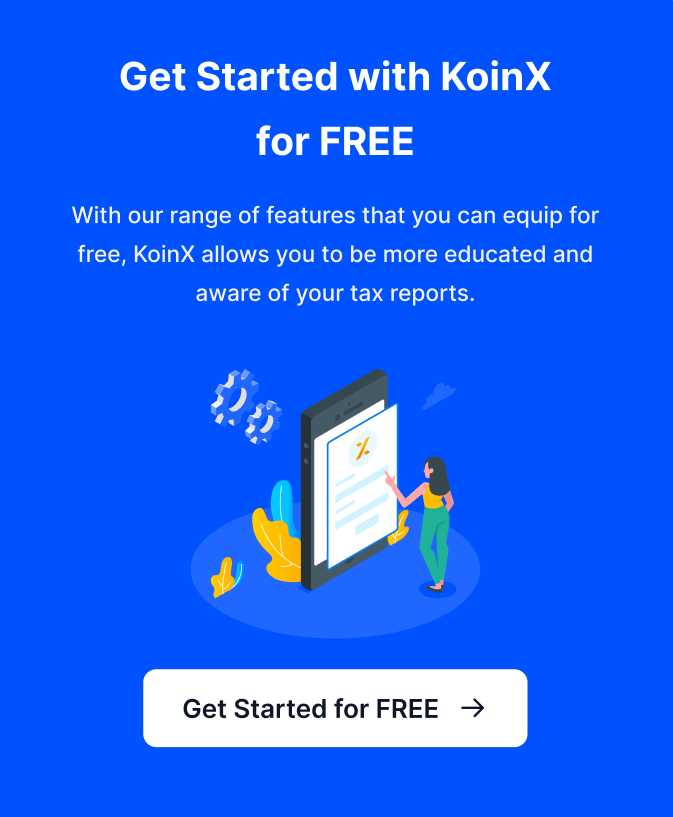 Get Started with KoinX
for FREE
With our range of features that you can equip for
free, KoinX allows you to be more educated and
aware of your tax reports.
Get Started for FREE